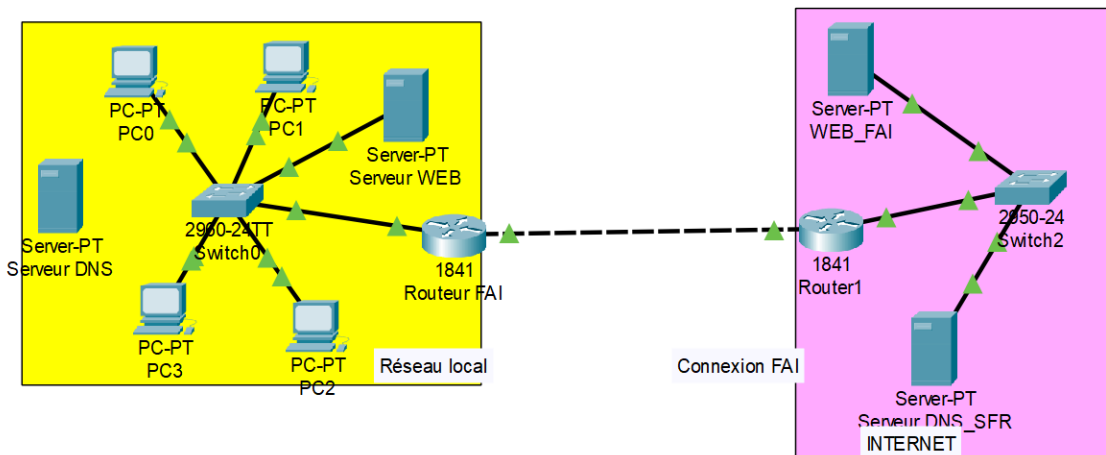 PC-PT
PC0
PC-PT
PC1
Server-PT
Serveur WEB
Server-PT
Serveur DNS
2960-24TT
Switch0
1841
Routeur FAI
PC-PT
PC3
PC-PT
PC2
Réseau local
Connexion FAI
Server-PT
WEB_FAI
2950-24
Switch2
1841
Router1
Server-PT
Serveur DNS_SFR
INTERNET